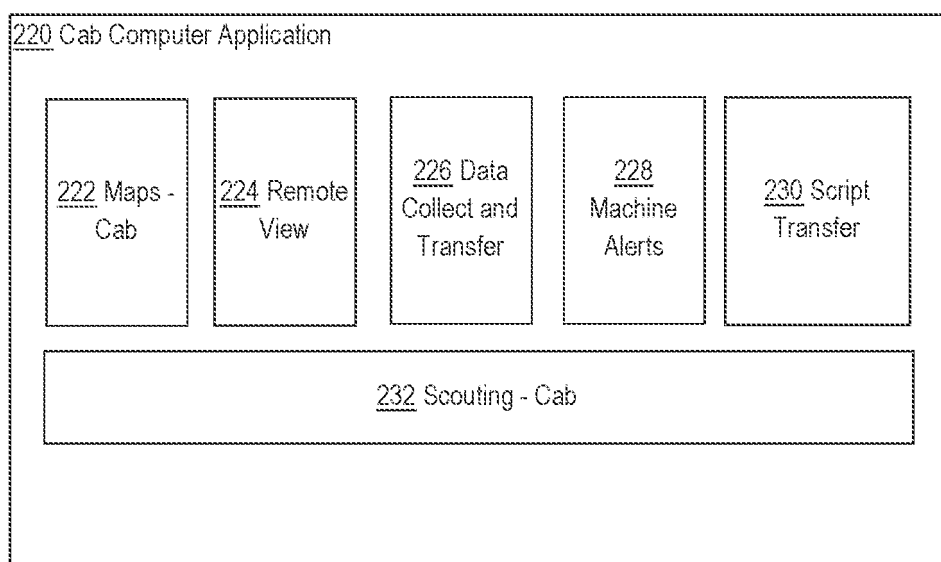 220 Cab Computer Application
222 Maps -
Cab
224 Remote
View
226 Data
Collect and
Transfer
228
Machine
Alerts
230 Script
Transfer
232 Scouting - Cab